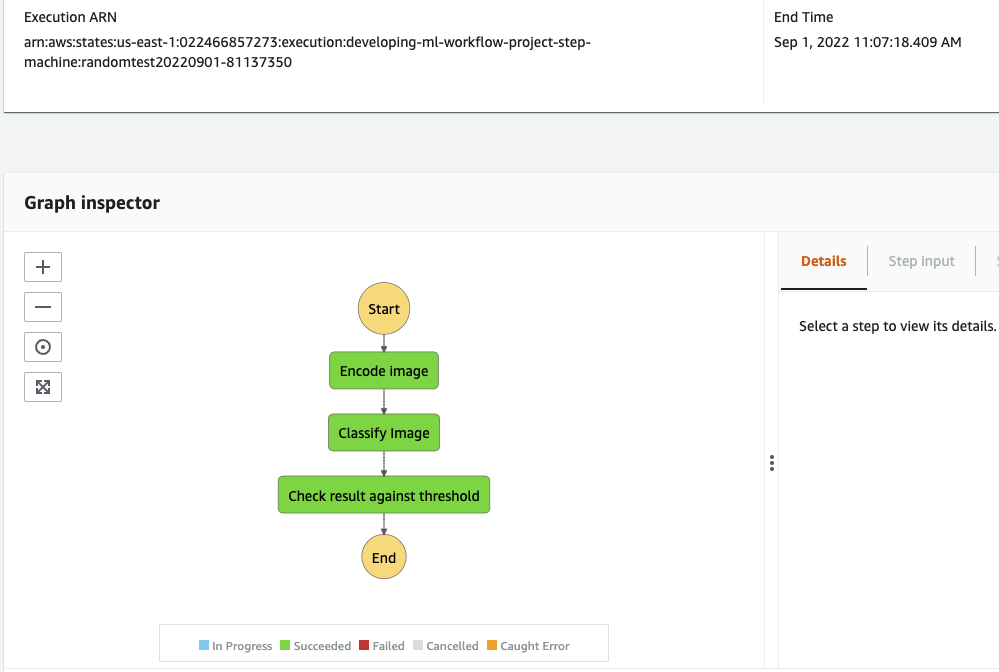 Execution ARN
arn:aws:states:us-east-1:022466857273:execution:developing-ml-workflow-project-step-
machine:randomtest20220901-81137350
End Time
Sep 1, 2022 11:07:18.409 AM
Graph inspector
Start
Encode image
Classify Image
Check result against threshold
End
In Progress Succeeded Failed Cancelled Caught Error
Details Step input
Select a step to view its details.